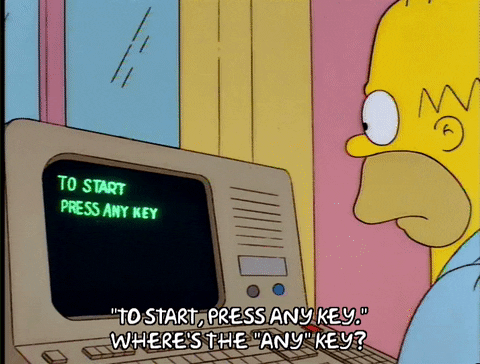 TO START
PRESS ANY KEY
"TO START, PRESS ANY KEY."
WHERE'S THE "ANY" KEY?